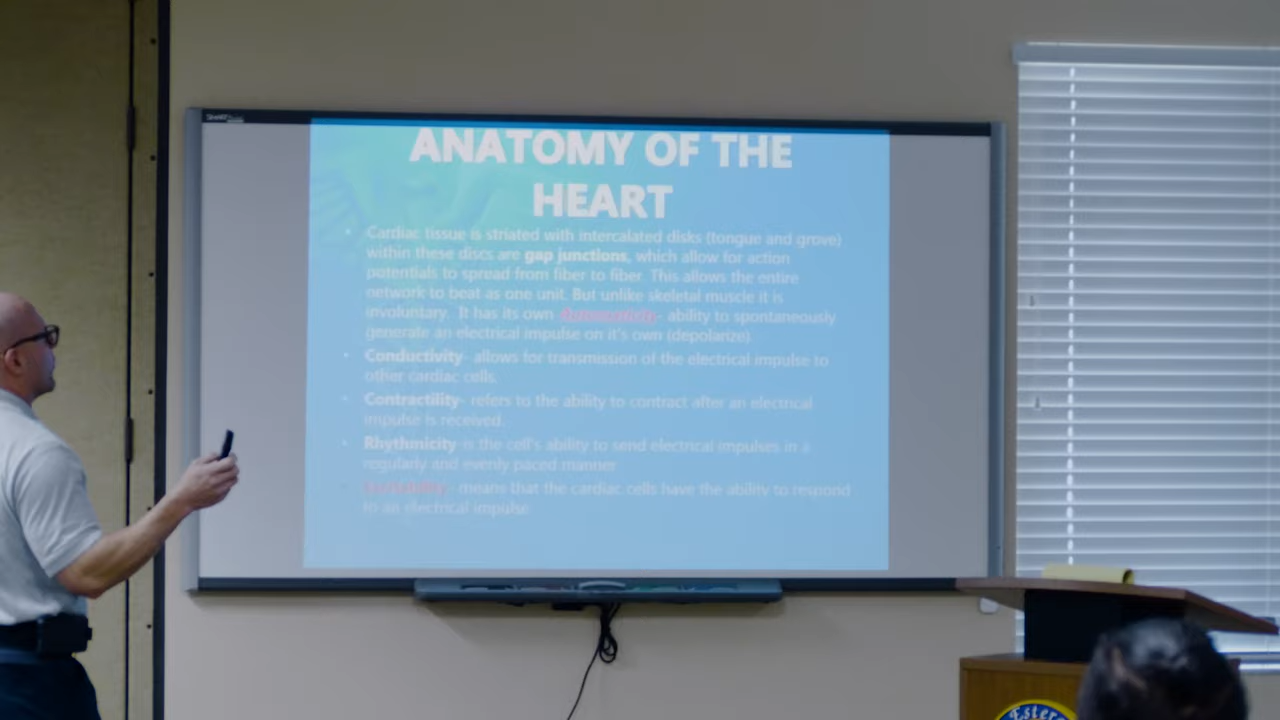 SMART
ANATOMY OF THE
HEART
• Cardiac tissue is striated with intercalated disks (tongue and grove)
within these discs are gap junctions, which allow for action
potentials to spread from fiber to fiber. This allows the entire
network to beat as one unit. But unlike skeletal muscle it is
involuntary. It has its own - ability to spontaneously
generate an electrical impulse on it's own (depolarize)
• Conductivity- allows for transmission of the electrical impulse to
other cardiac cells.
• Contractility- refers to the ability to contract after an electrical
impulse is received.
• Rhythmicity- is the cell's ability to send electrical impulses in a
regularly and evenly paced manner
• - means that the cardiac cells have the ability to respond
to an electrical impulse
Estero